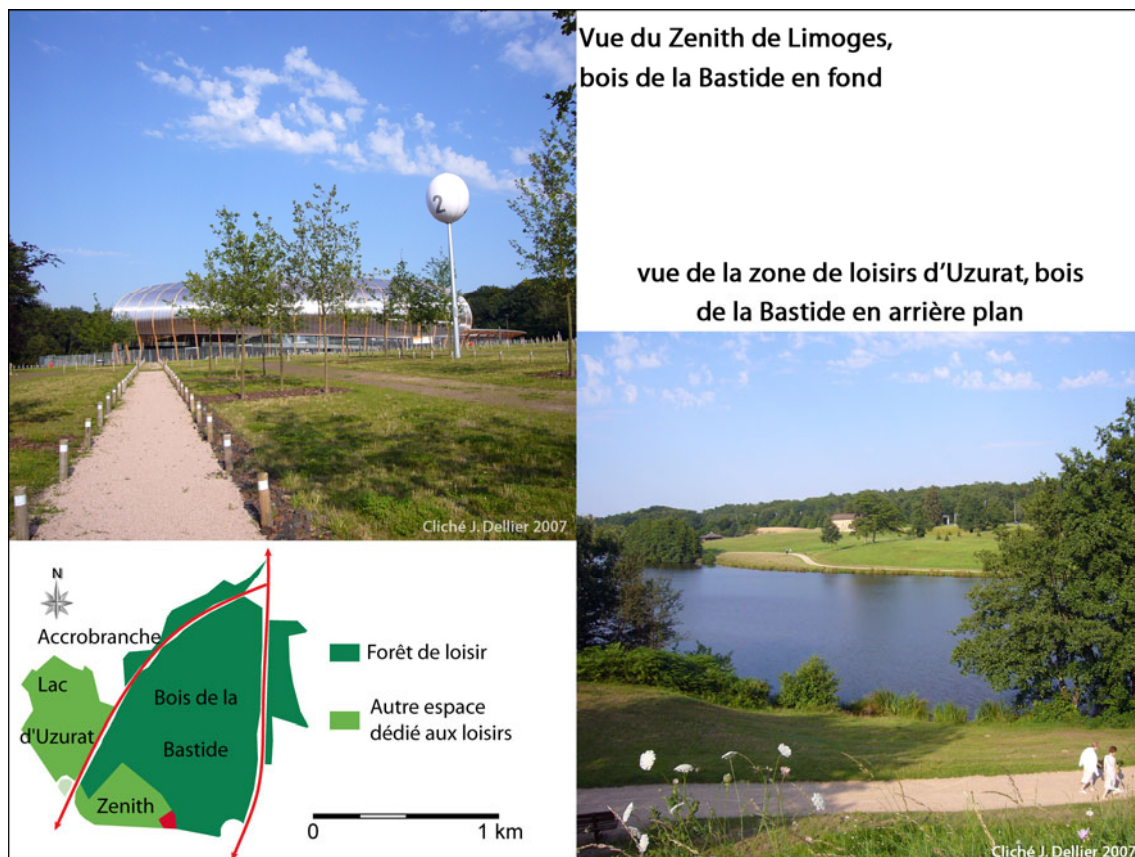 Vue du Zenith de Limoges,
bois de la Bastide en fond
2
Cliché J. Dellier 2007
vue de la zone de loisirs d'Uzurat, bois
de la Bastide en arrière plan
Cliché J. Dellier 2007
N
Accrobranche
Lac
d'Uzurat
Bois de la
Bastide
Zenith
Forêt de loisir
Autre espace
dédié aux loisirs
0 1 km